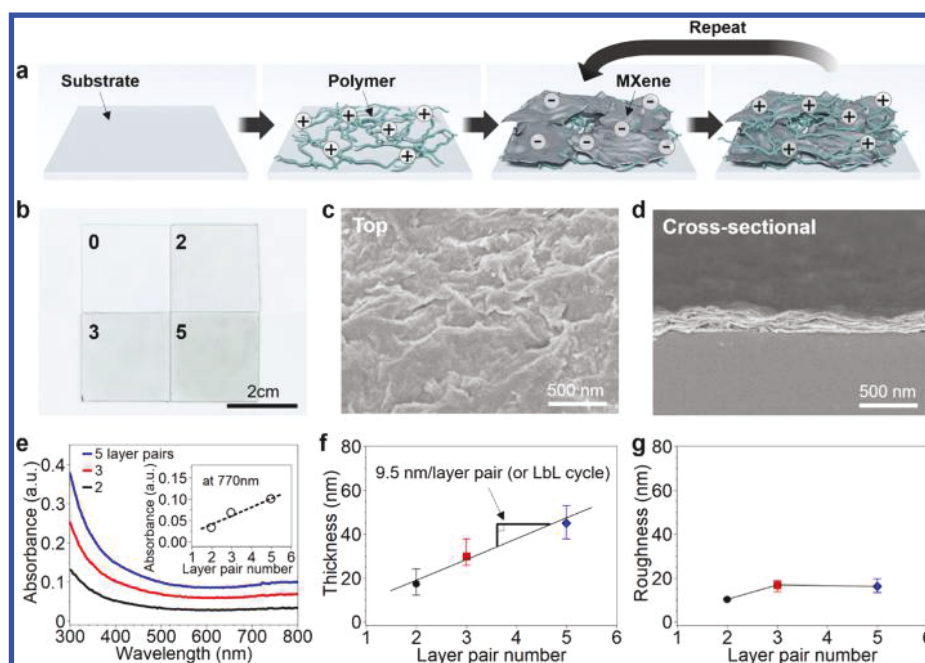 Repeat
a
Substrate
Polymer
MXene
+ + + + + +
- - - - - -
+ + + + + +
b
0
2
3
5
2cm
c
Top
500 nm
d
Cross-sectional
500 nm
e
5 layer pairs
3
2
Absorbance (a.u.)
0.4
0.3
0.2
0.1
0.0
300 400 500 600 700 800
Wavelength (nm)
at 770nm
Absorbance (a.u.)
0.15
0.10
0.05
0.00
1 2 3 4 5 6
Layer pair number
f
9.5 nm/layer pair (or LbL cycle)
Thickness (nm)
80
60
40
20
0
1 2 3 4 5 6
Layer pair number
g
Roughness (nm)
80
60
40
20
0
1 2 3 4 5 6
Layer pair number